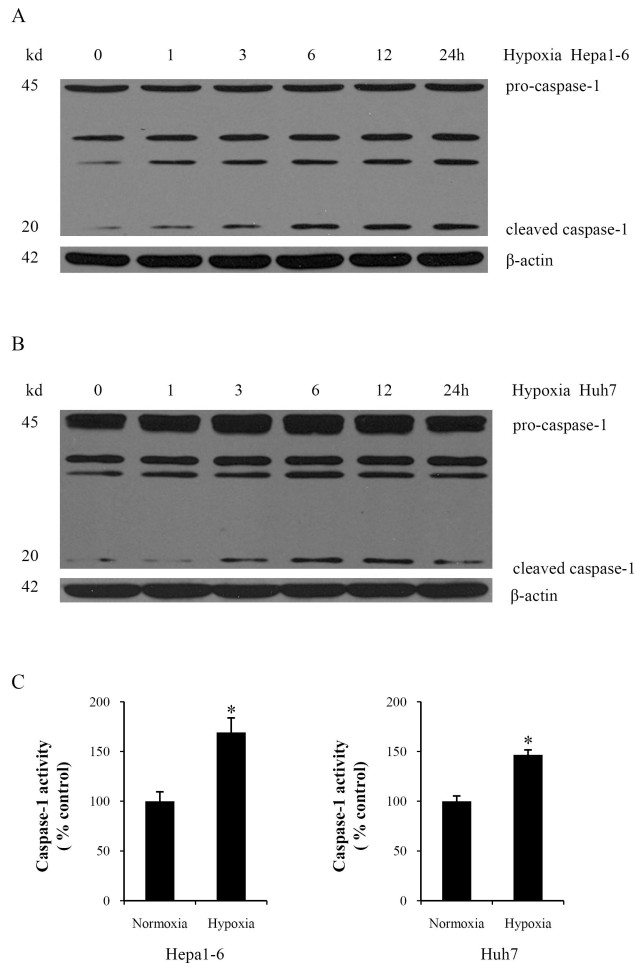 A
kd 0 1 3 6 12 24h Hypoxia Hepa1-6
45 pro-caspase-1
20 cleaved caspase-1
42 β-actin
B
kd 0 1 3 6 12 24h Hypoxia Huh7
45 pro-caspase-1
20 cleaved caspase-1
42 β-actin
C
Caspase-1 activity
( % control)
200
150
100
50
0
*
Normoxia Hypoxia
Hepa1-6
Caspase-1 activity
( % control)
200
150
100
50
0
*
Normoxia Hypoxia
Huh7